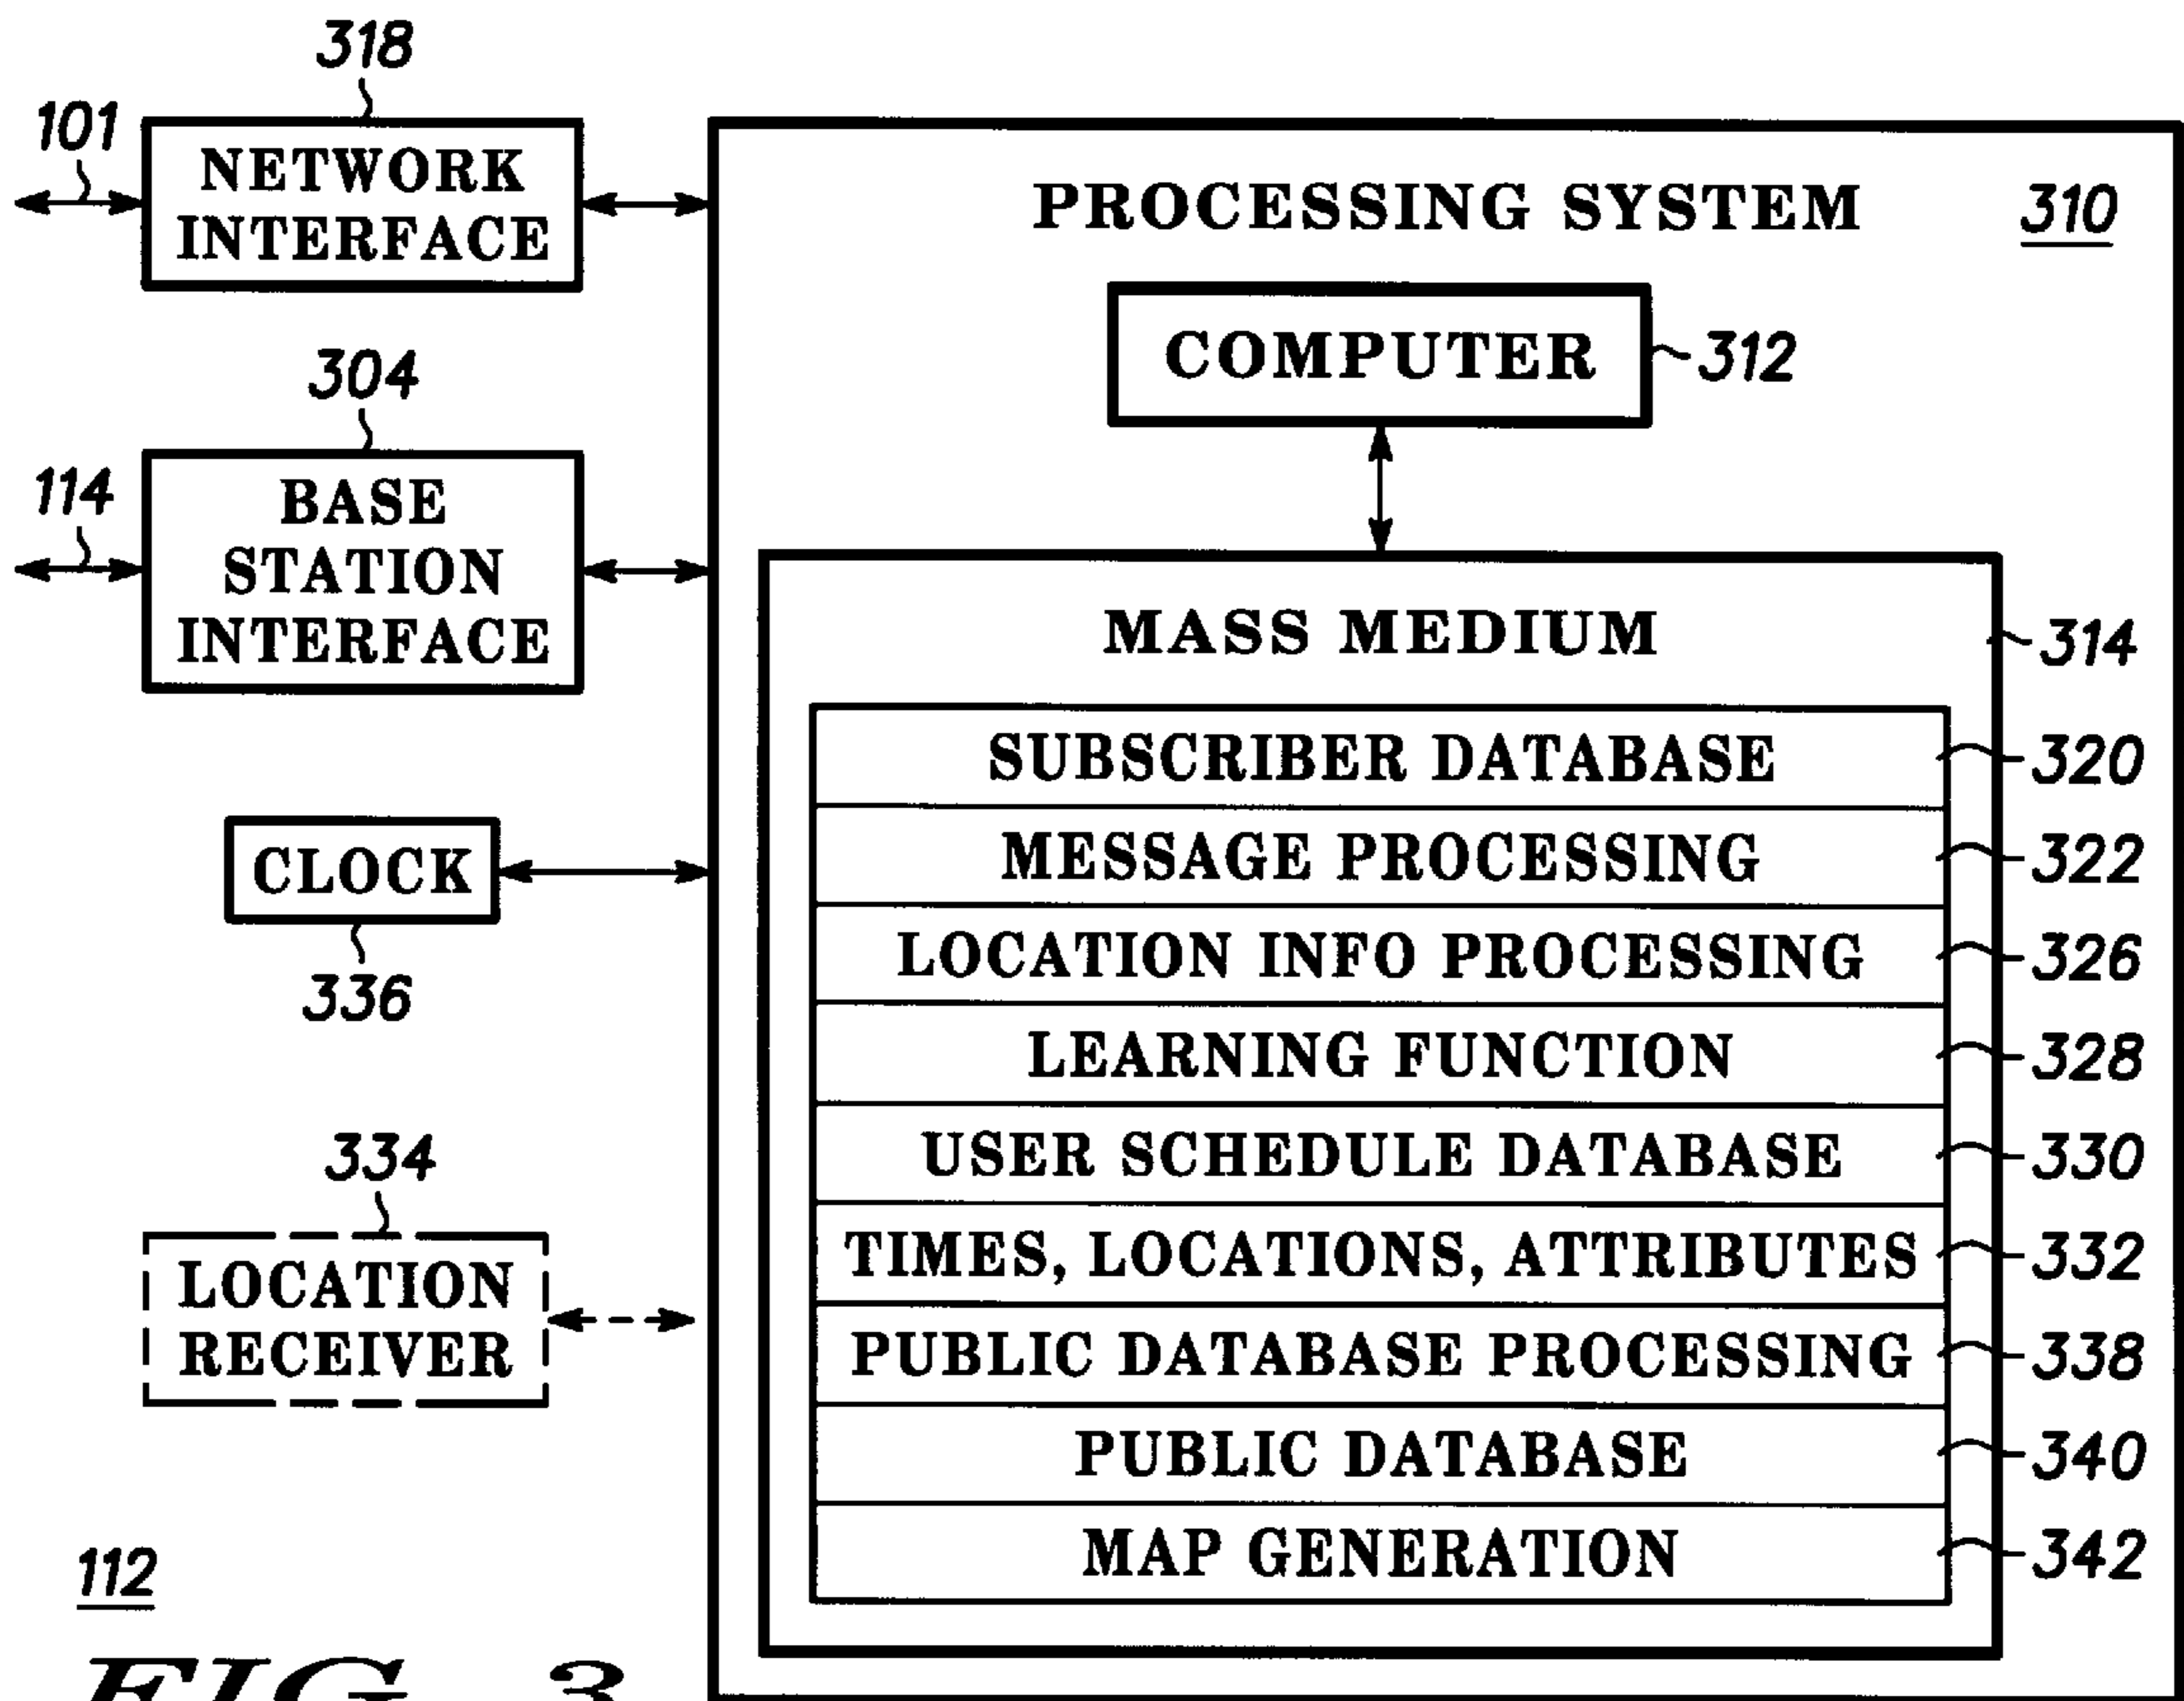 318
101
NETWORK
INTERFACE
304
114
BASE
STATION
INTERFACE
CLOCK
336
334
LOCATION
RECEIVER
112
FIG. 3
PROCESSING SYSTEM 310
COMPUTER 312
MASS MEDIUM 314
SUBSCRIBER DATABASE 320
MESSAGE PROCESSING 322
LOCATION INFO PROCESSING 326
LEARNING FUNCTION 328
USER SCHEDULE DATABASE 330
TIMES, LOCATIONS, ATTRIBUTES 332
PUBLIC DATABASE PROCESSING 338
PUBLIC DATABASE 340
MAP GENERATION 342